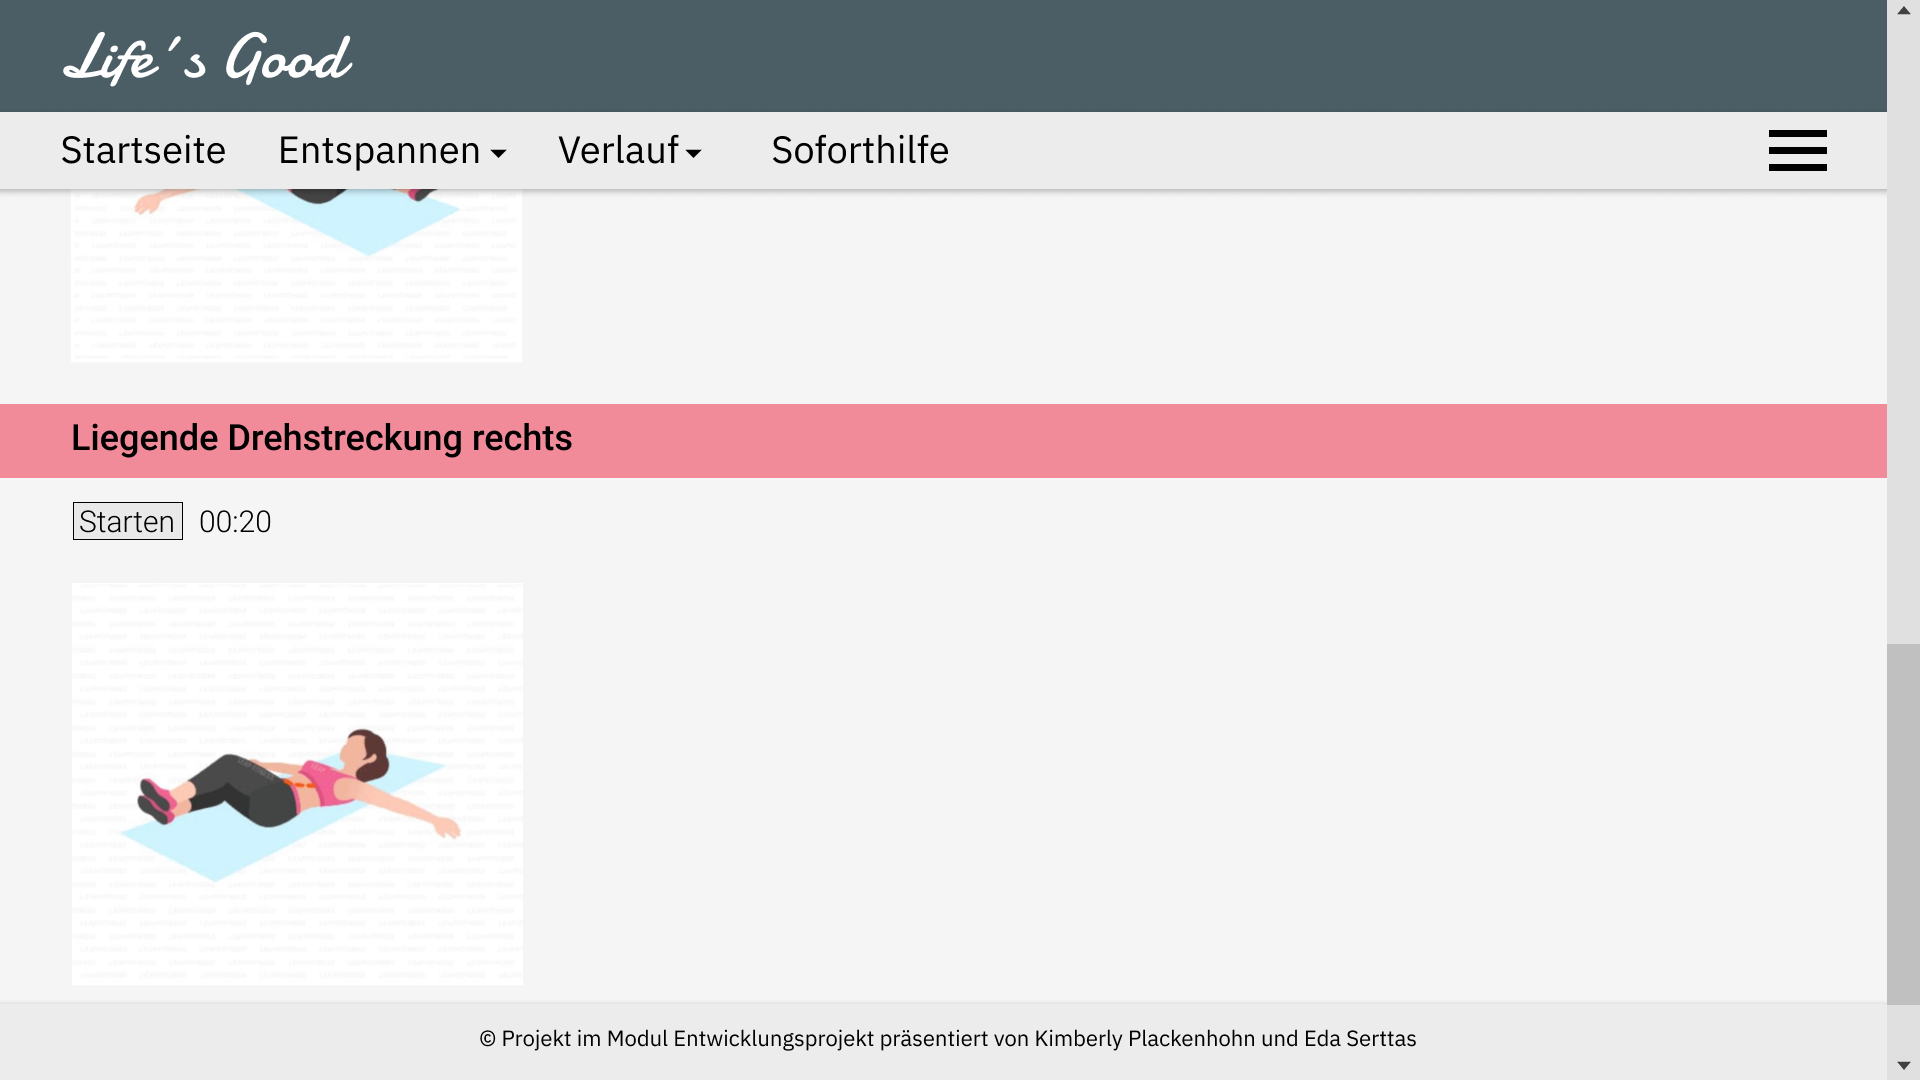 Life´s Good
Startseite Entspannen Verlauf Soforthilfe
Liegende Drehstreckung rechts
Starten 00:20
© Projekt im Modul Entwicklungsprojekt präsentiert von Kimberly Plackenhohn und Eda Serttas